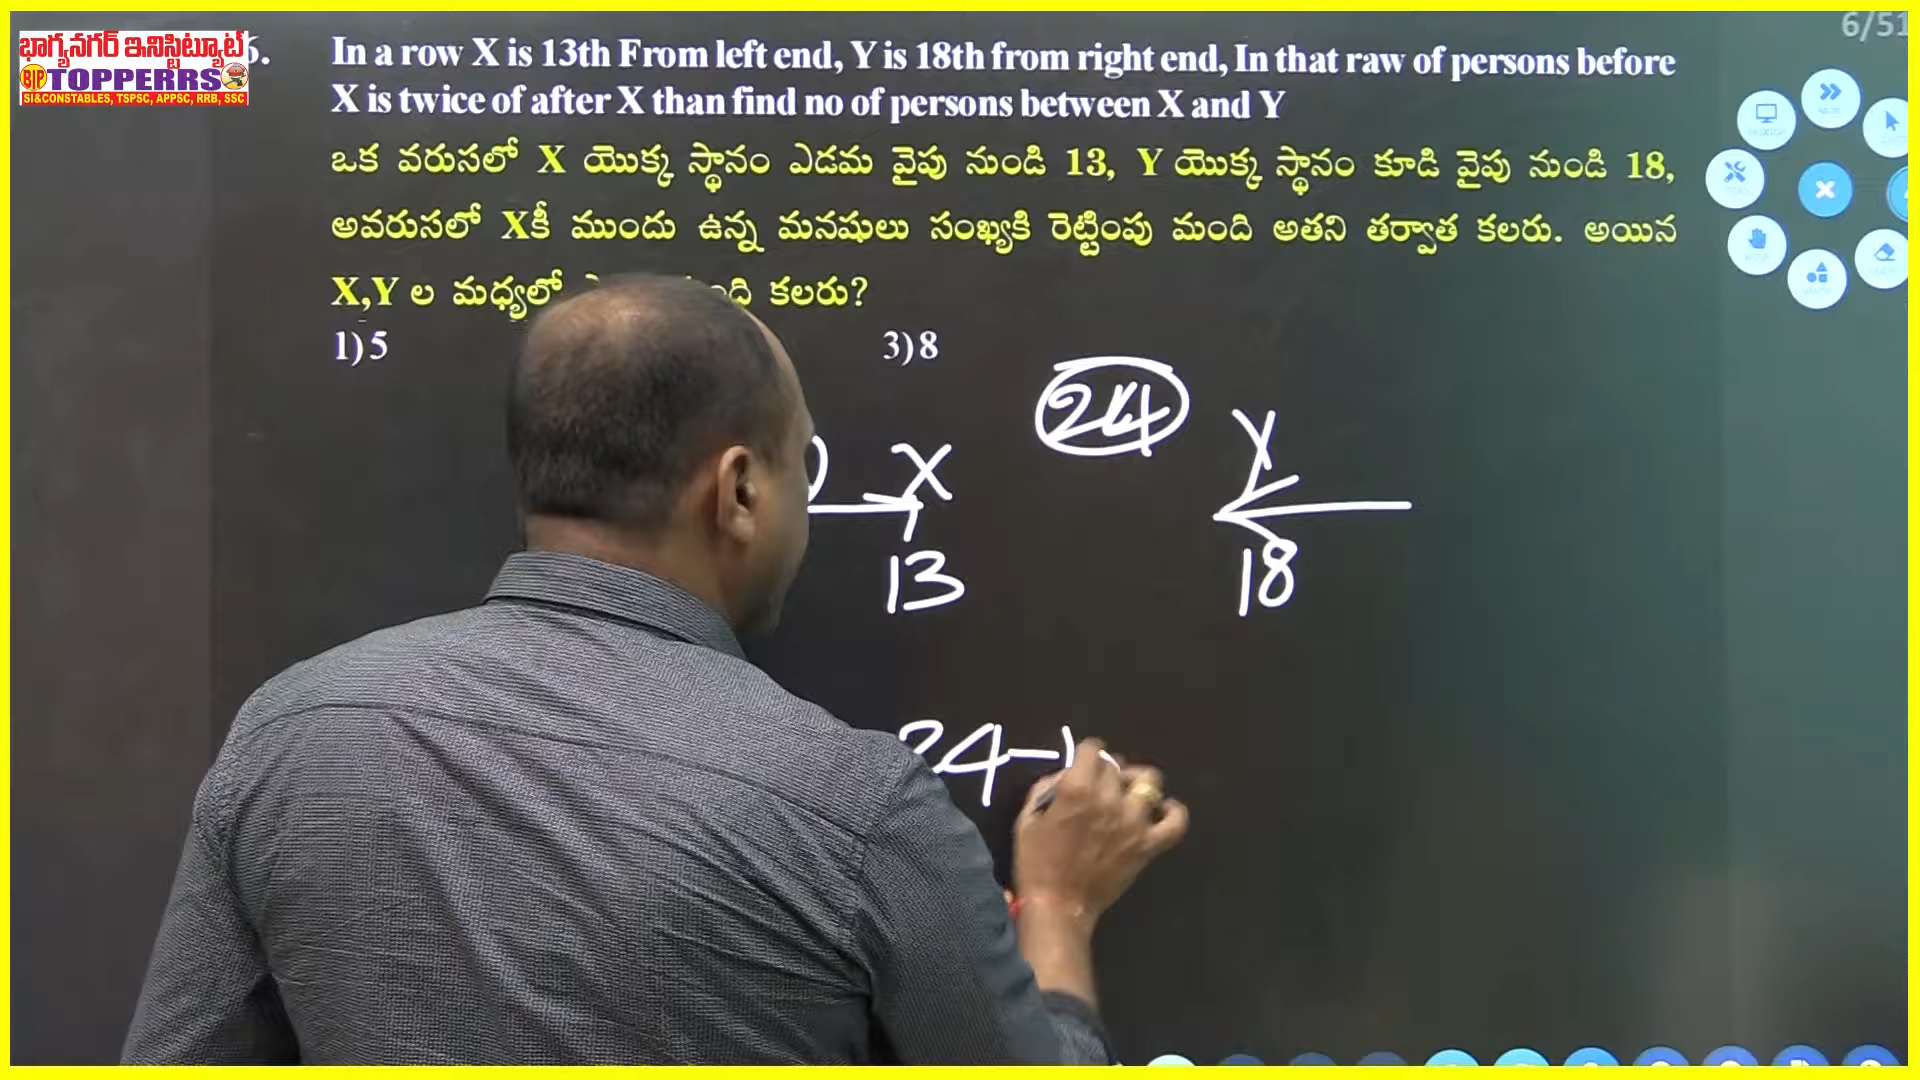 భాగ్యనగర్ ఇనిస్టిట్యూట్
TOPPERRS
SI&CONSTABLES, TSPSC, APPSC, RRB, SSC
6/51
In a row X is 13th From left end, Y is 18th from right end, In that raw of persons before
X is twice of after X than find no of persons between X and Y
ఒక వరుసలో X యొక్క స్థానం ఎడమ వైపు నుండి 13, Y యొక్క స్థానం కూడి వైపు నుండి 18,
అవరుసలో Xకీ ముందు ఉన్న మనషులు సంఖ్యకి రెట్టింపు మంది అతని తర్వాత కలరు. అయిన
X,Y ల మధ్యలో కలరు?
1)5 3)8
24
X Y
13 18
24-